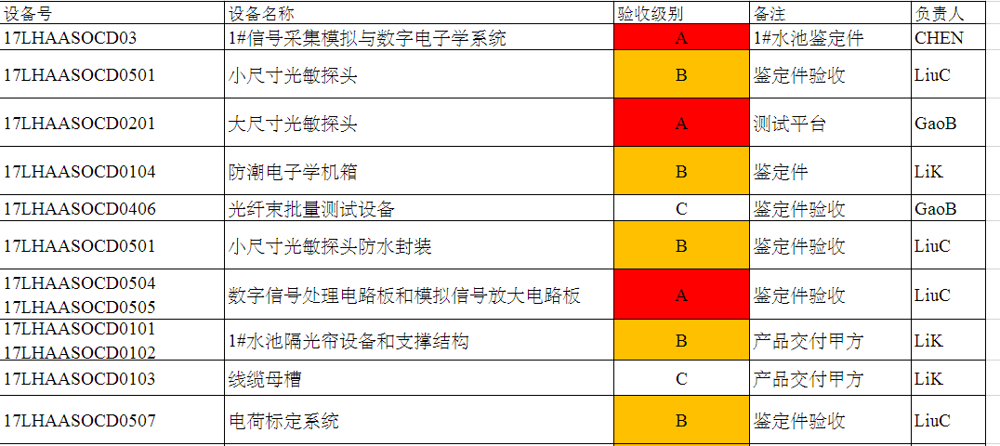 设备号 设备名称 验收级别 备注 负责人
17LHAASOCD03 1#信号采集模拟与数字电子学系统 A 1#水池鉴定件 CHEN
17LHAASOCD0501 小尺寸光敏探头 B 鉴定件验收 LiuC
17LHAASOCD0201 大尺寸光敏探头 A 测试平台 GaoB
17LHAASOCD0104 防潮电子学机箱 B 鉴定件 LiK
17LHAASOCD0406 光纤束批量测试设备 C 鉴定件验收 GaoB
17LHAASOCD0501 小尺寸光敏探头防水封装 B 鉴定件验收 LiuC
17LHAASOCD0504
17LHAASOCD0505 数字信号处理电路板和模拟信号放大电路板 A 鉴定件验收 LiuC
17LHAASOCD0101
17LHAASOCD0102 1#水池隔光帘设备和支撑结构 B 产品交付甲方 LiK
17LHAASOCD0103 线缆母槽 C 产品交付甲方 LiK
17LHAASOCD0507 电荷标定系统 B 鉴定件验收 LiuC